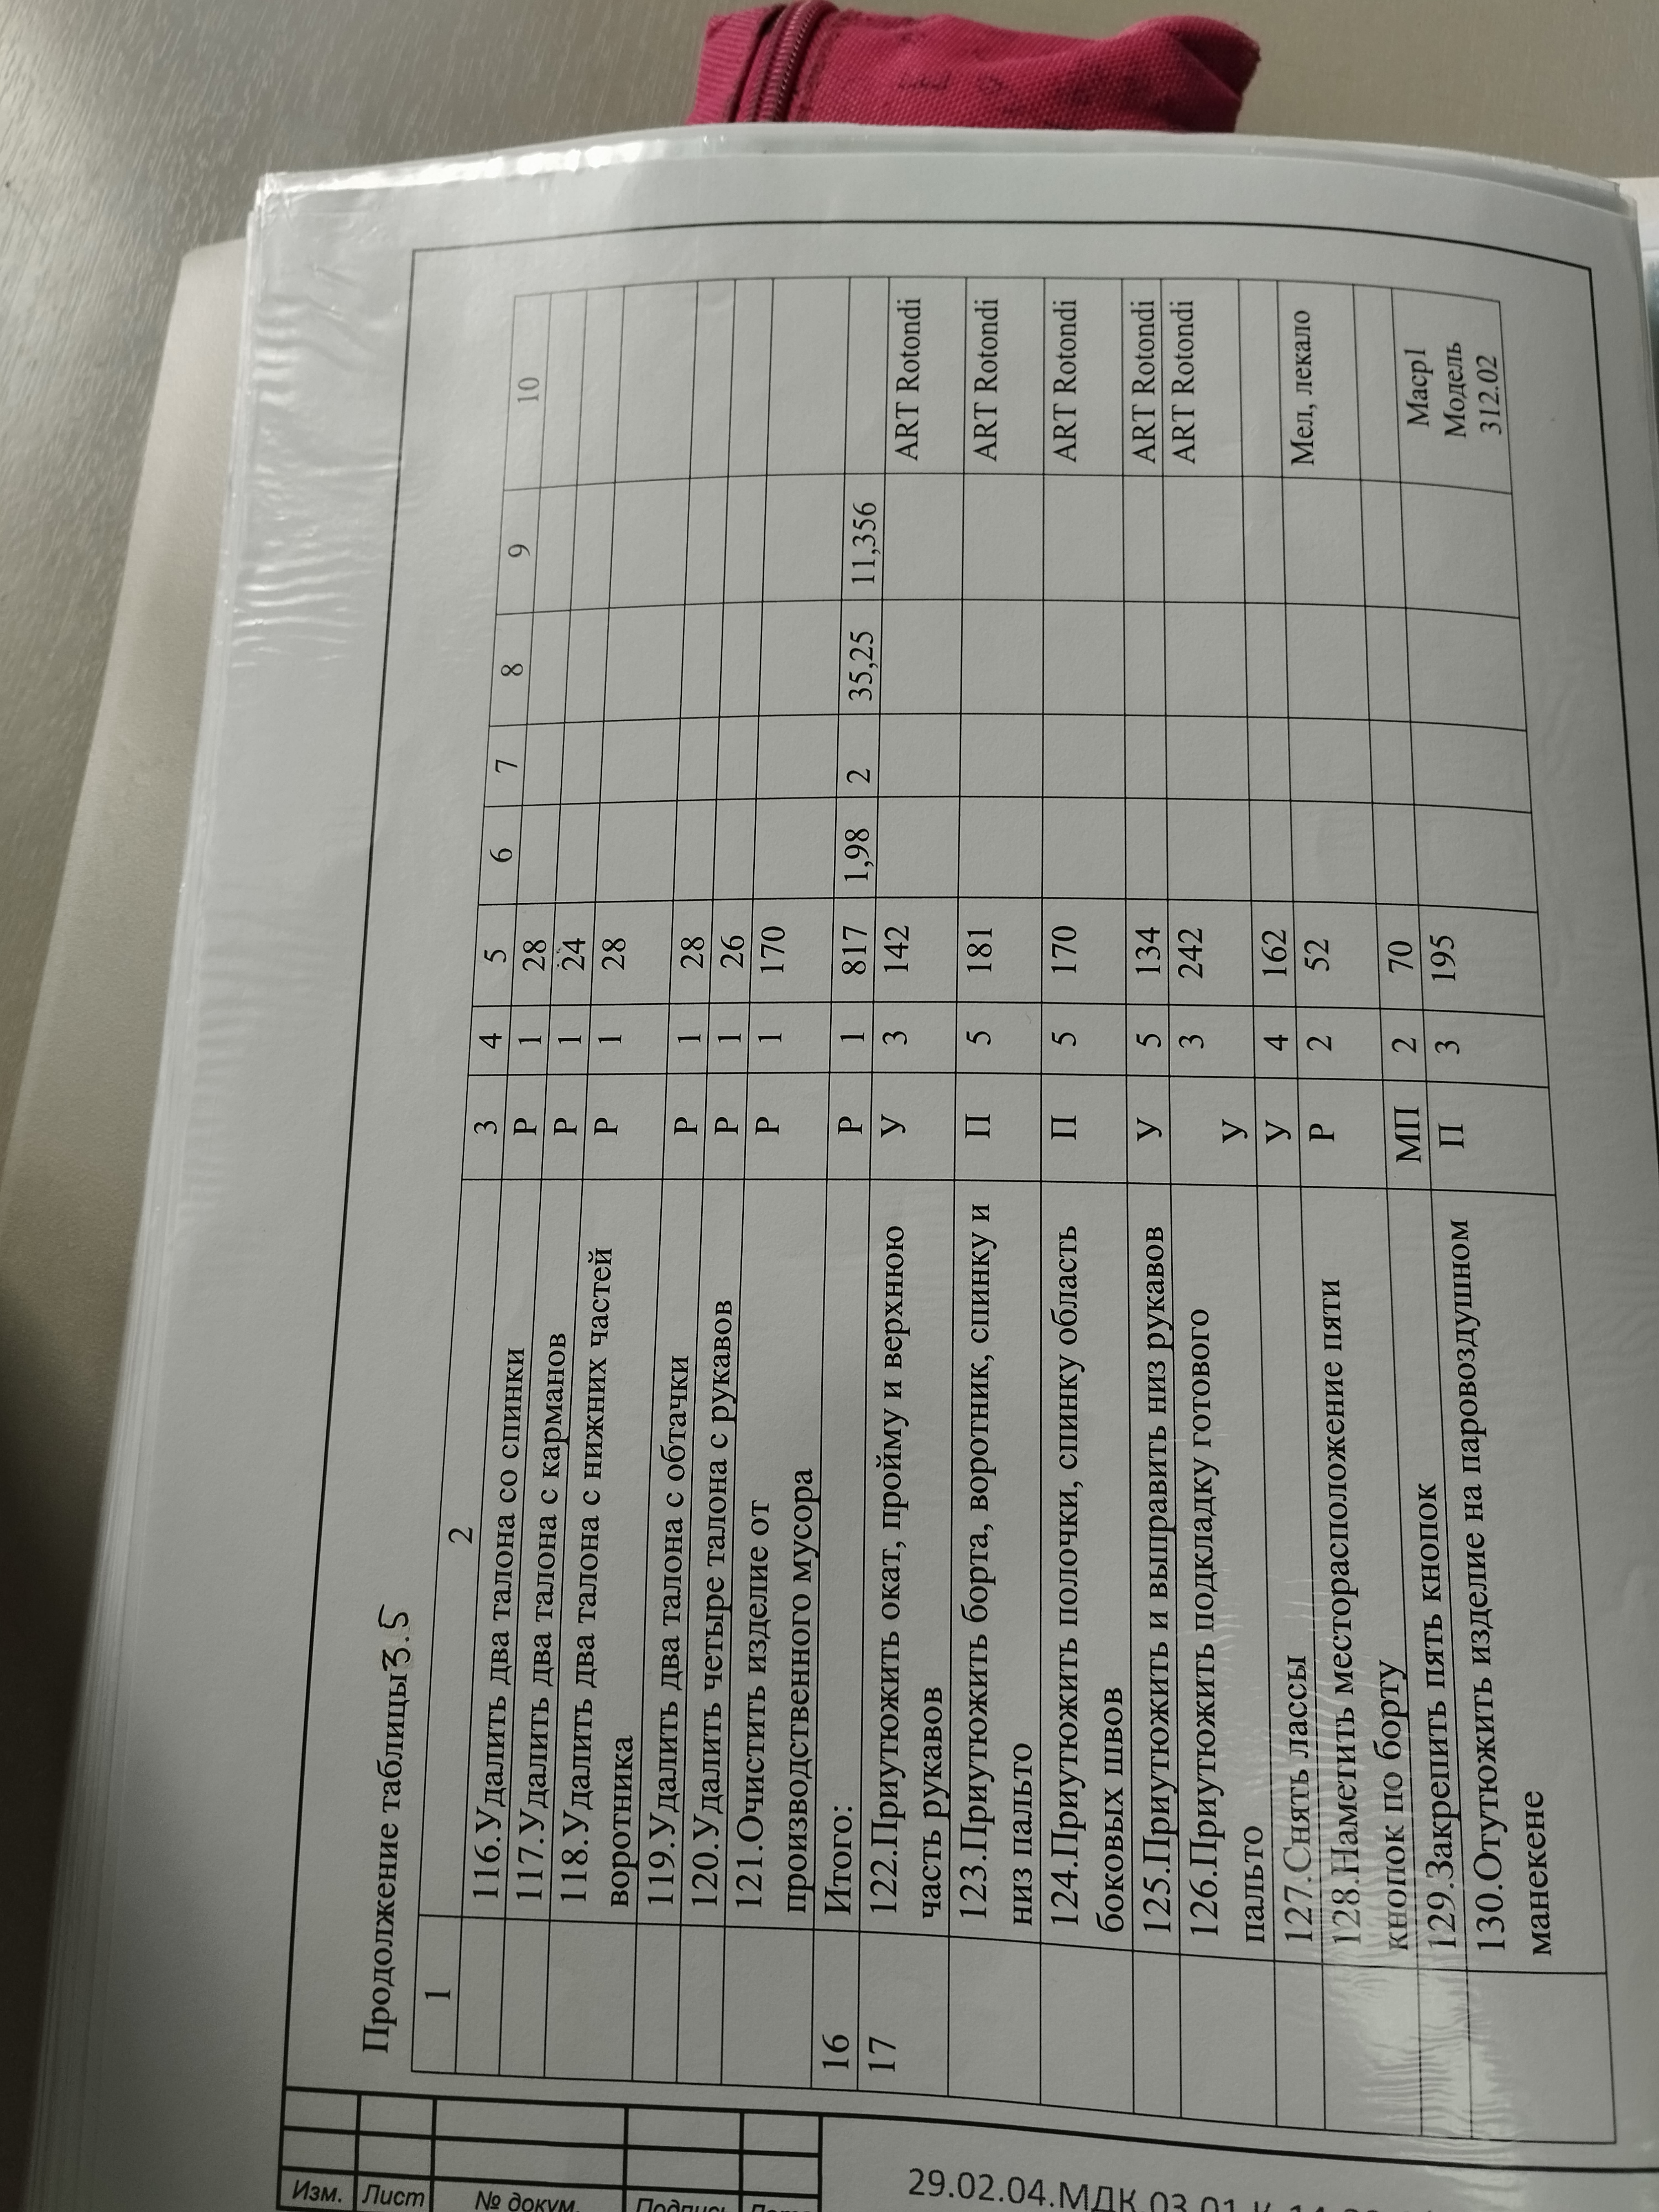 Продолжение таблицы 3.5
1 2 3 4 5 6 7 8 9 10
116.Удалить два талона со спинки Р 1 28
117.Удалить два талона с карманов Р 1 24
118.Удалить два талона с нижних частей Р 1 28
воротника
119.Удалить два талона с обтачки Р 1 28
120.Удалить четыре талона с рукавов Р 1 26
121.Очистить изделие от Р 1 170
производственного мусора
16 Итого: Р 1 817 1,98 2 35,25 11,356
17 122.Приутюжить окат, пройму и верхнюю У 3 142 ART Rotondi
часть рукавов
123.Приутюжить борта, воротник, спинку и П 5 181 ART Rotondi
низ пальто
124.Приутюжить полочки, спинку область П 5 170 ART Rotondi
боковых швов
125.Приутюжить и выправить низ рукавов У 5 134 ART Rotondi
126.Приутюжить подкладку готового 3 242 ART Rotondi
пальто У
127.Снять лассы У 4 162
128.Наметить месторасположение пяти Р 2 52 Мел, лекало
кнопок по борту
129.Закрепить пять кнопок МП 2 70
130.Отутюжить изделие на паровоздушном П 3 195 Macpl
манекене Модель
312.02
Изм. Лист № докум. Подпись
29.02.04.МДК.03.01.К